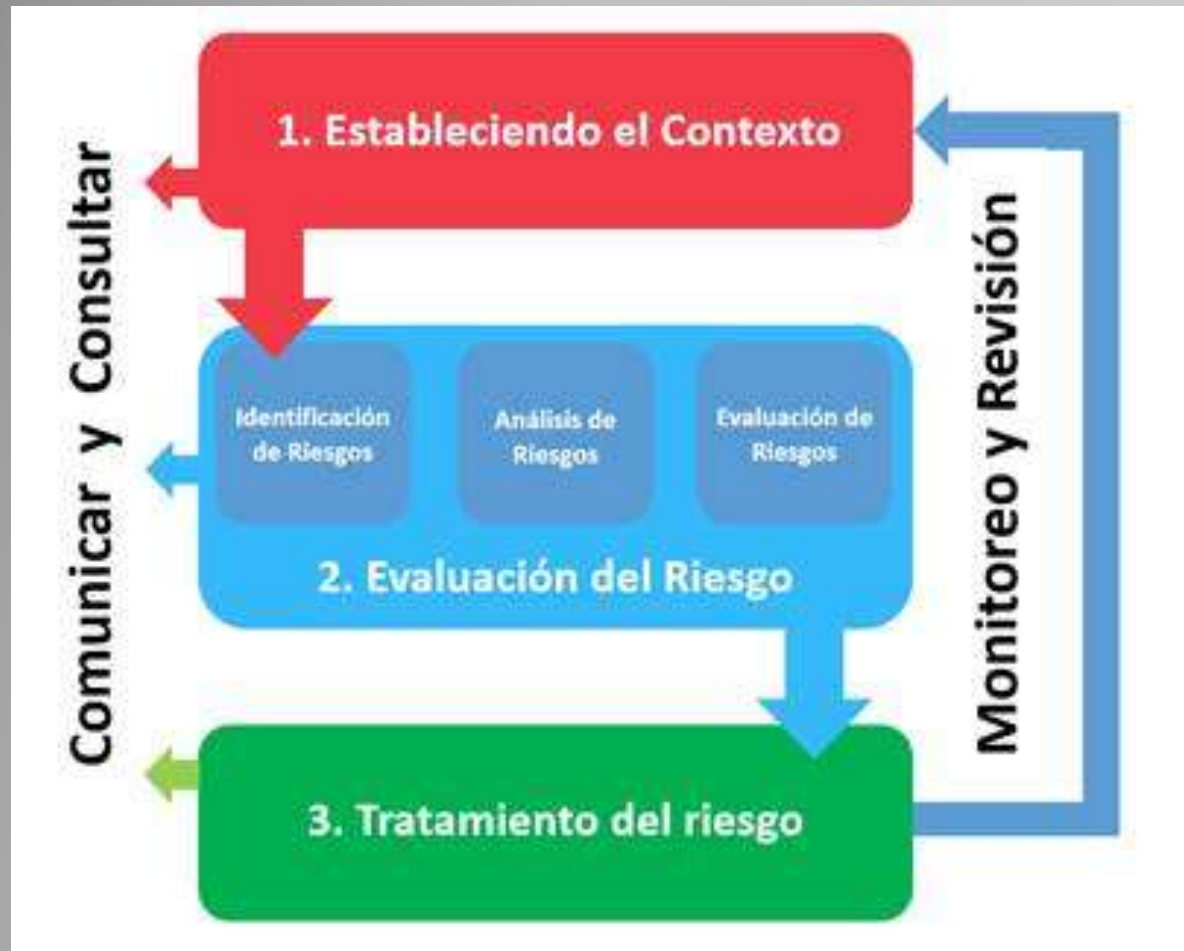 1. Estableciendo el Contexto
Comunicar y Consultar
Identificación
de Riesgos
Análisis de
Riesgos
Evaluación de
Riesgos
2. Evaluación del Riesgo
Monitoreo y Revisión
3. Tratamiento del riesgo